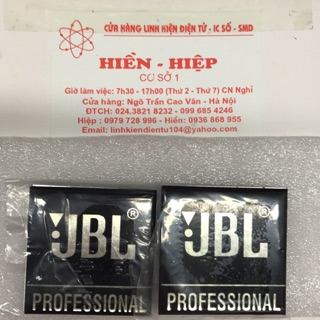 CỬA HÀNG LINH KIỆN ĐIỆN TỬ - IC SỐ - SMD
HIỀN - HIỆP
CƠ SỞ 1
Giờ làm việc: 7h30 - 17h00 (Thứ 2 - Thứ 7) CN Nghỉ
Cửa hàng: Ngõ Trần Cao Vân - Hà Nội
ĐTCH: 024.3821 8232 - 099 685 4246
Hiệp : 0979 728 996 - Hiền: 0936 868 955
Email: linhkiendientu104@yahoo.com
JBL®
PROFESSIONAL
JBL®
PROFESSIONAL